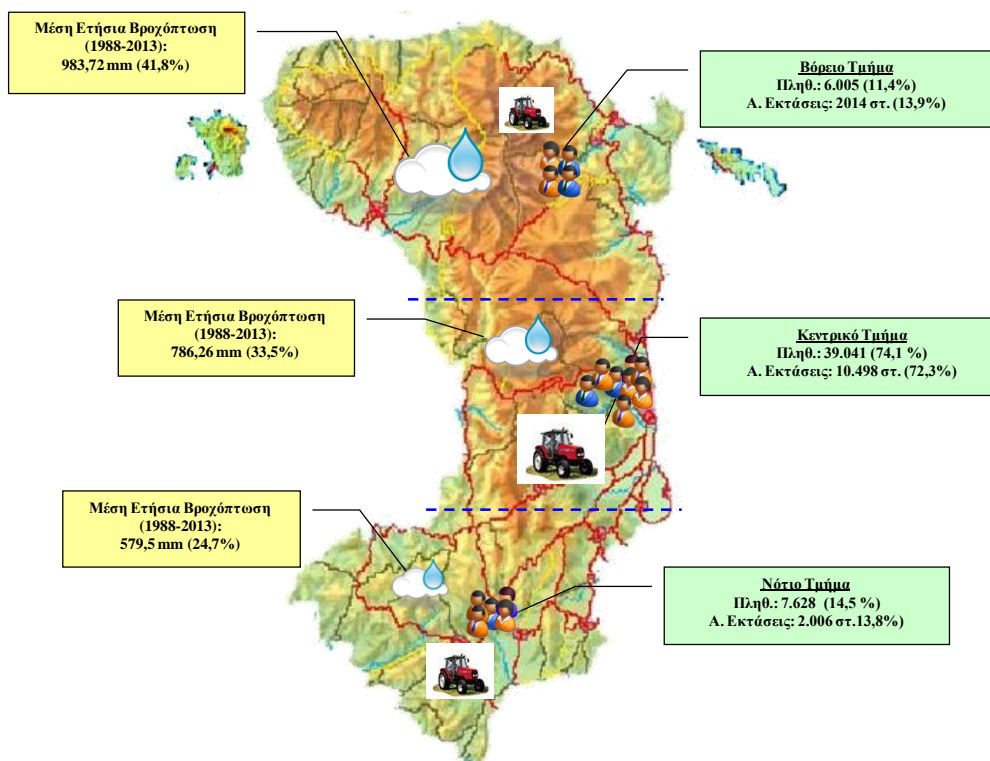 Μέση Ετήσια Βροχόπτωση
(1988-2013):
983,72 mm (41,8%)
Βόρειο Τμήμα
Πληθ.: 6.005 (11,4%)
Α. Εκτάσεις: 2014 στ. (13,9%)
Μέση Ετήσια Βροχόπτωση
(1988-2013):
786,26 mm (33,5%)
Κεντρικό Τμήμα
Πληθ.: 39.041 (74,1 %)
Α. Εκτάσεις: 10.498 στ. (72,3%)
Μέση Ετήσια Βροχόπτωση
(1988-2013):
579,5 mm (24,7%)
Νότιο Τμήμα
Πληθ.: 7.628 (14,5 %)
Α. Εκτάσεις: 2.006 στ.13,8%)